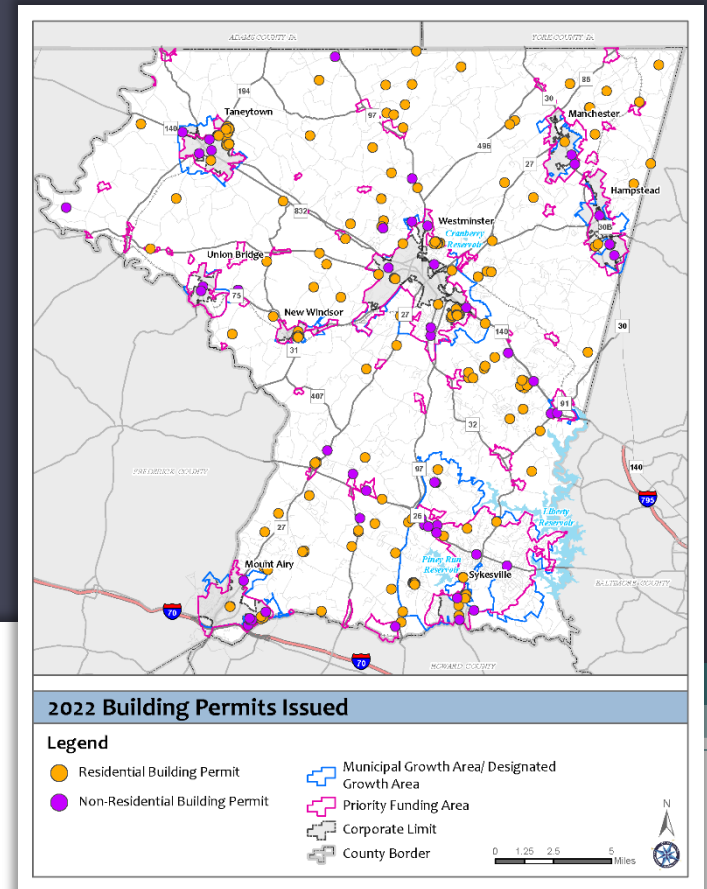 ADAMS COUNTY PA
YORK COUNTY PA
194
86
30
Taneytown
97
Manchester
140
496
27
Hampstead
832
Westminster
Cranberry
Reservoir
30B
Union Bridge
75
New Windsor
27
140
30
31
407
91
32
97
140
FREDERICK COUNTY
795
26
Liberty
Reservoir
27
Piney Run
Reservoir
Mount Airy
Sykesville
BALTIMORE COUNTY
70
70
HOWARD COUNTY
2022 Building Permits Issued
Legend
Residential Building Permit
Non-Residential Building Permit
Municipal Growth Area/ Designated
Growth Area
Priority Funding Area
Corporate Limit
County Border
N
0 1.25 2.5 5
Miles